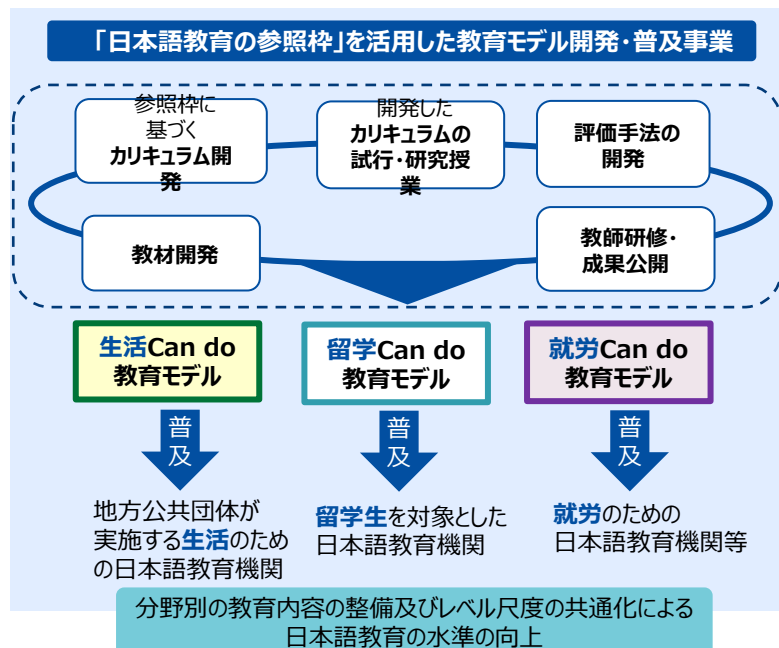 「日本語教育の参照枠」を活用した教育モデル開発・普及事業
参照枠に
基づく
カリキュラム開
発
開発した
カリキュラムの
試行・研究授
業
評価手法の
開発
教材開発
教師研修・
成果公開
生活Can do
教育モデル
留学Can do
教育モデル
就労Can do
教育モデル
普
及
普
及
普
及
地方公共団体が
実施する生活のため
の日本語教育機関
留学生を対象とした
日本語教育機関
就労のための
日本語教育機関等
分野別の教育内容の整備及びレベル尺度の共通化による
日本語教育の水準の向上